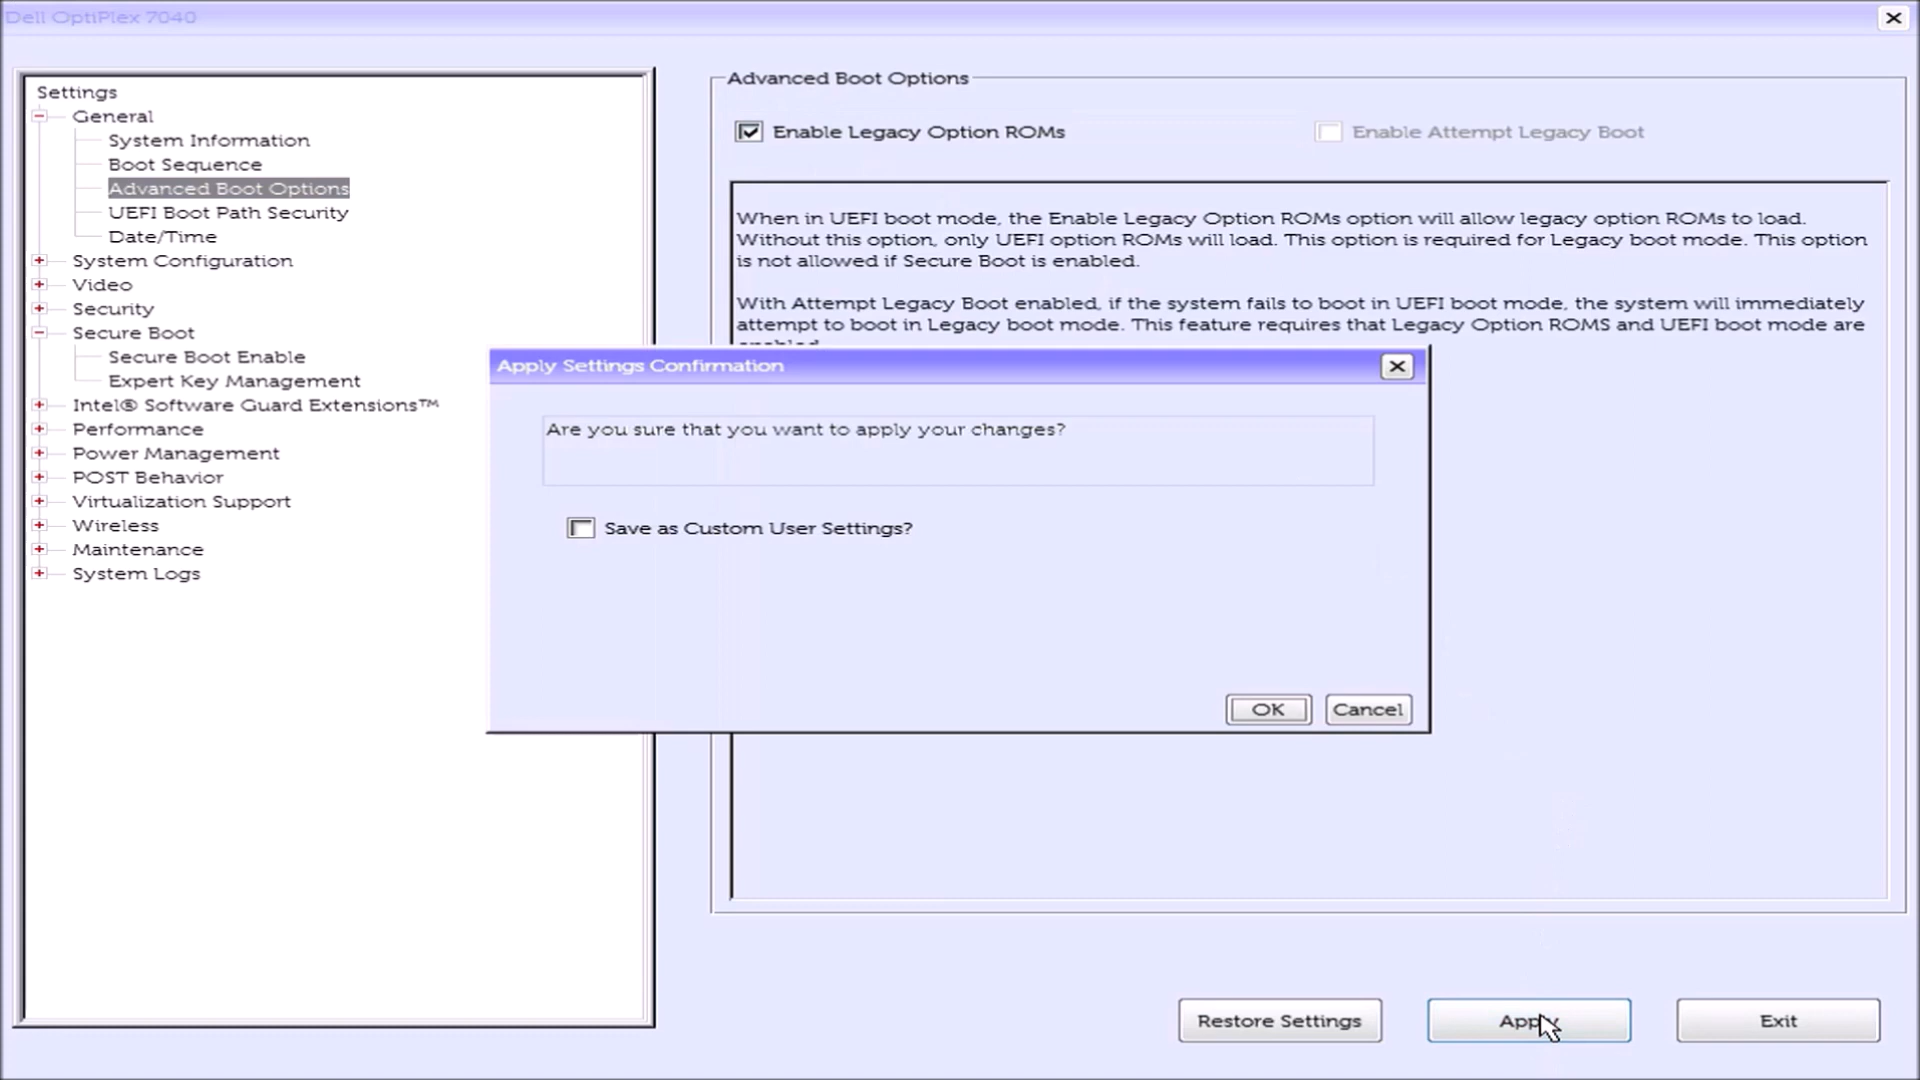 Dell OptiPlex 7040
Settings
General
System Information
Boot Sequence
Advanced Boot Options
UEFI Boot Path Security
Date/Time
System Configuration
Video
Security
Secure Boot
Secure Boot Enable
Expert Key Management
Intel® Software Guard Extensions™
Performance
Power Management
POST Behavior
Virtualization Support
Wireless
Maintenance
System Logs
Advanced Boot Options
Enable Legacy Option ROMs
Enable Attempt Legacy Boot
When in UEFI boot mode, the Enable Legacy Option ROMs option will allow legacy option ROMs to load.
Without this option, only UEFI option ROMs will load. This option is required for Legacy boot mode. This option
is not allowed if Secure Boot is enabled.
With Attempt Legacy Boot enabled, if the system fails to boot in UEFI boot mode, the system will immediately
attempt to boot in Legacy boot mode. This feature requires that Legacy Option ROMS and UEFI boot mode are
Apply Settings Confirmation
Are you sure that you want to apply your changes?
Save as Custom User Settings?
OK
Cancel
Restore Settings
Apply
Exit